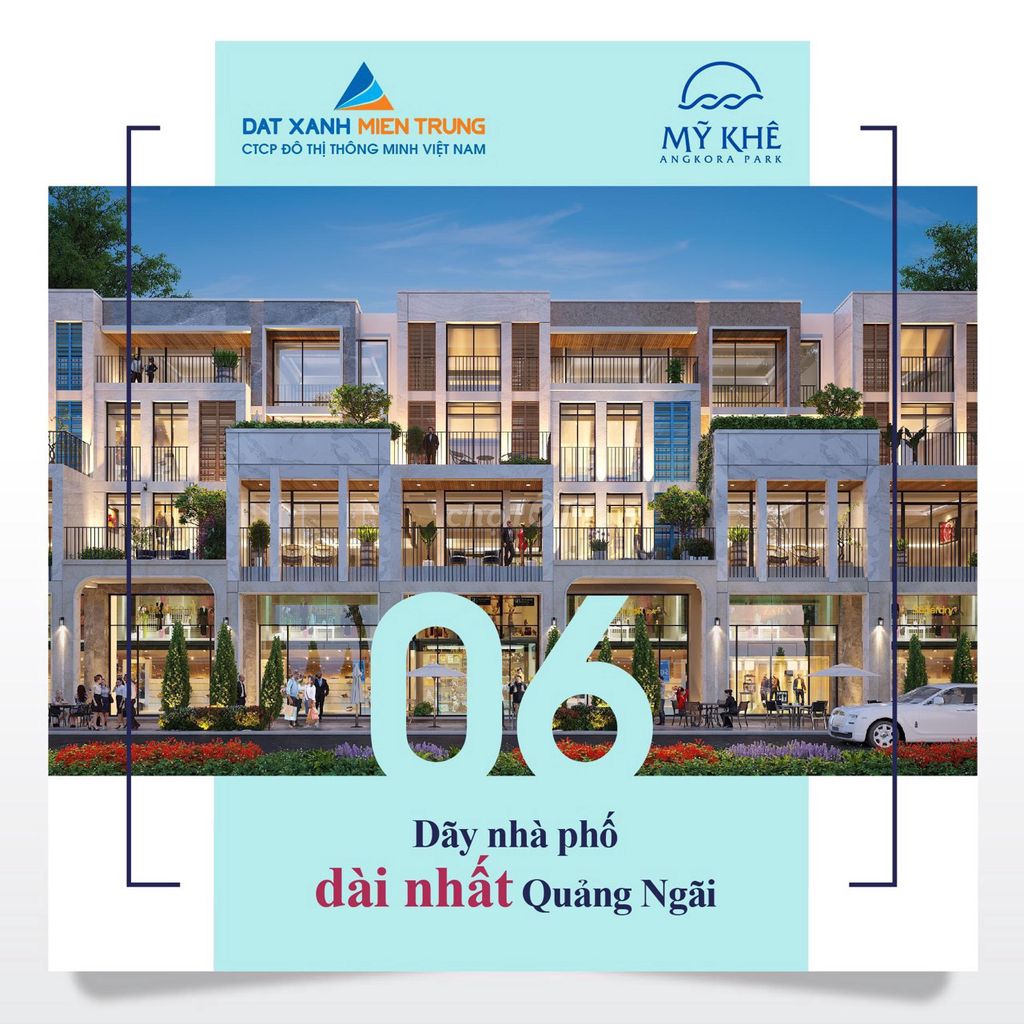 DAT XANH MIEN TRUNG
CTCP ĐÔ THỊ THÔNG MINH VIỆT NAM
MỸ KHÊ
ANGKORA PARK
06
Dãy nhà phố
dài nhất Quảng Ngãi